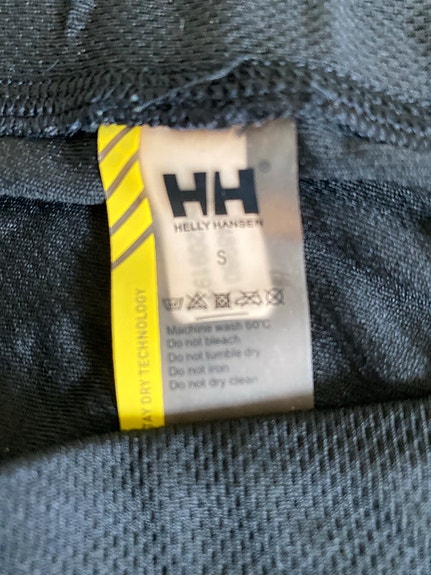 HH
®
HELLY HANSEN
S
Machine wash 60°C
Do not bleach
Do not tumble dry
Do not iron
Do not dry clean
TAY DRY TECHNOLOGY